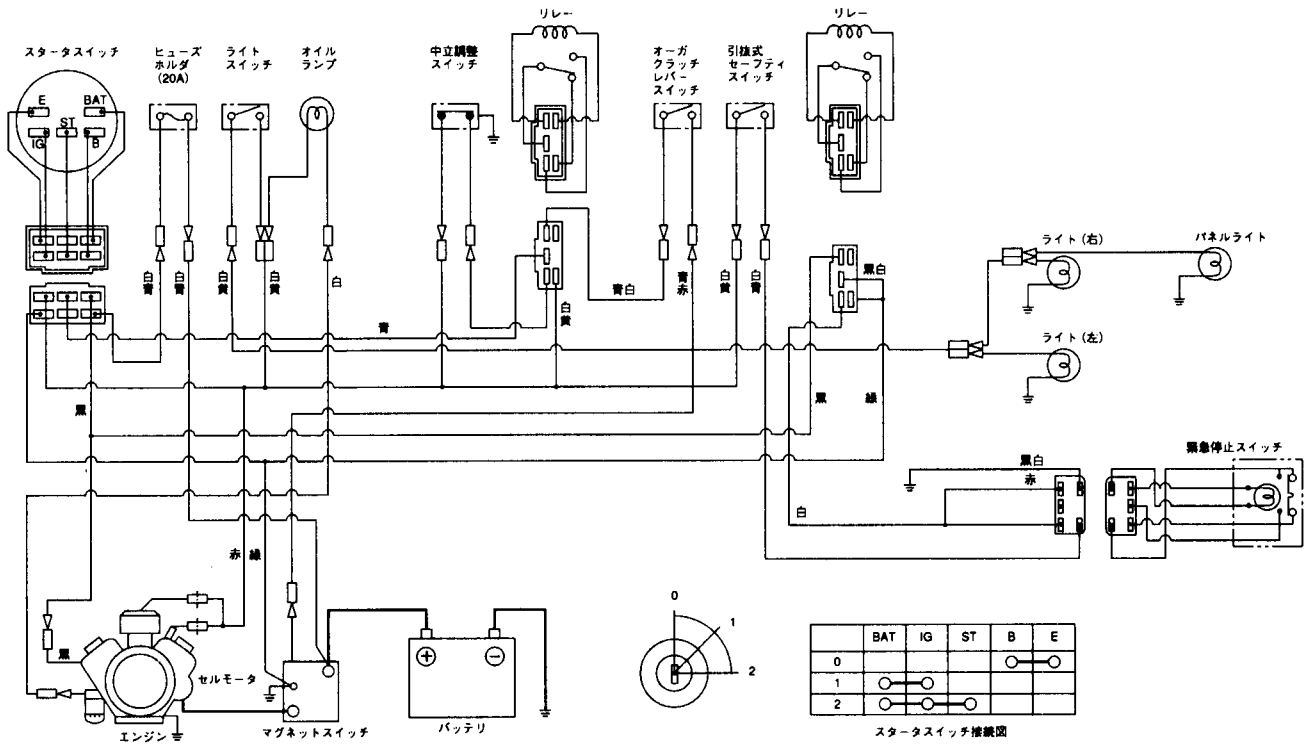 スタータスイッチ
ヒューズ
ホルダ
(20A)
ライト
スイッチ
オイル
ランプ
中立調整
スイッチ
リレー
オーガ
クラッチ
レバー
スイッチ
引抜式
セーフティ
スイッチ
リレー
E
BAT
ST
IG
B
白青
白青
白黄
白黄
白
白黄
青白
青赤
白黄
白青
黒白
青
黒
黒
緑
ライト(右)
パネルライト
ライト(左)
緊急停止スイッチ
黒白
赤
白
赤
緑
黒
セルモータ
エンジン
マグネットスイッチ
バッテリ
+
-
0
1
2
BAT IG ST B E
0
1
2
スタータスイッチ接続図